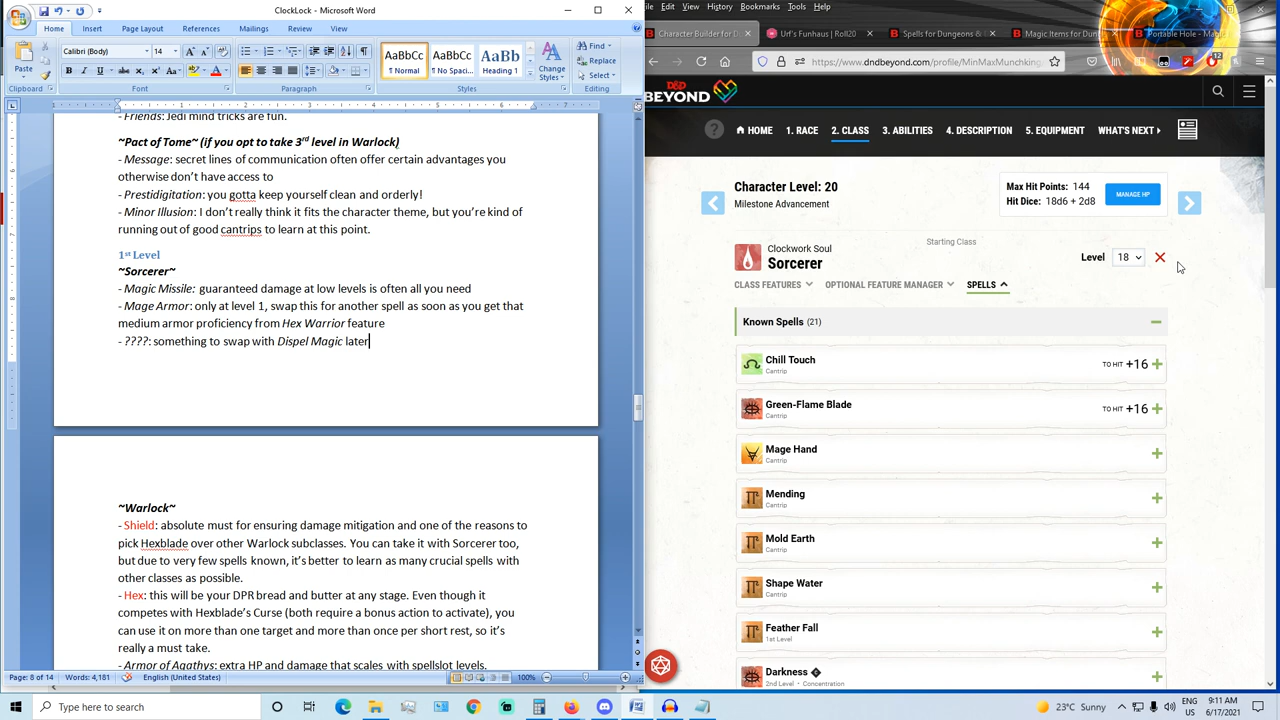 ClockLock - Microsoft Word
Home Insert Page Layout References Mailings Review View
Paste
Clipboard
Calibri (Body) 14
Font
Paragraph
AaBbCc AaBbCc AaBb
¶ Normal ¶ No Spaci... Heading 1
Change Styles
Styles
Find
Replace
Select
Editing
- Friends: Jedi mind tricks are fun.
~Pact of Tome~ (if you opt to take 3rd level in Warlock)
- Message: secret lines of communication often offer certain advantages you
otherwise don't have access to
- Prestidigitation: you gotta keep yourself clean and orderly!
- Minor Illusion: I don't really think it fits the character theme, but you're kind of
running out of good cantrips to learn at this point.
1st Level
~Sorcerer~
- Magic Missile: guaranteed damage at low levels is often all you need
- Mage Armor: only at level 1, swap this for another spell as soon as you get that
medium armor proficiency from Hex Warrior feature
- ????: something to swap with Dispel Magic later
~Warlock~
- Shield: absolute must for ensuring damage mitigation and one of the reasons to
pick Hexblade over other Warlock subclasses. You can take it with Sorcerer too,
but due to very few spells known, it's better to learn as many crucial spells with
other classes as possible.
- Hex: this will be your DPR bread and butter at any stage. Even though it
competes with Hexblade's Curse (both require a bonus action to activate), you
can use it on more than one target and more than once per short rest, so it's
really a must take.
- Armor of Agathys: extra HP and damage that scales with spellslot levels.
Page: 8 of 14 Words: 4,181 English (United States) 100%
View History Bookmarks Tools Help
Character Builder for D Urf's Funhaus | Roll20 Spells for Dungeons & Magic Items for Dun Portable Hole - Magic
https://www.dndbeyond.com/profile/MinMaxMunchking
12
D&D
BEYOND
HOME 1. RACE 2. CLASS 3. ABILITIES 4. DESCRIPTION 5. EQUIPMENT WHAT'S NEXT
Character Level: 20
Milestone Advancement
Max Hit Points: 144
Hit Dice: 18d6 + 2d8
MANAGE HP
Starting Class
Clockwork Soul
Sorcerer
Level 18
CLASS FEATURES OPTIONAL FEATURE MANAGER SPELLS
Known Spells (21)
Chill Touch
Cantrip
TO HIT +16
Green-Flame Blade
Cantrip
TO HIT +16
Mage Hand
Cantrip
Mending
Cantrip
Mold Earth
Cantrip
Shape Water
Cantrip
Feather Fall
1st Level
Darkness
2nd Level • Concentration
Type here to search
23°C Sunny
ENG
US
9:11 AM
6/17/2021